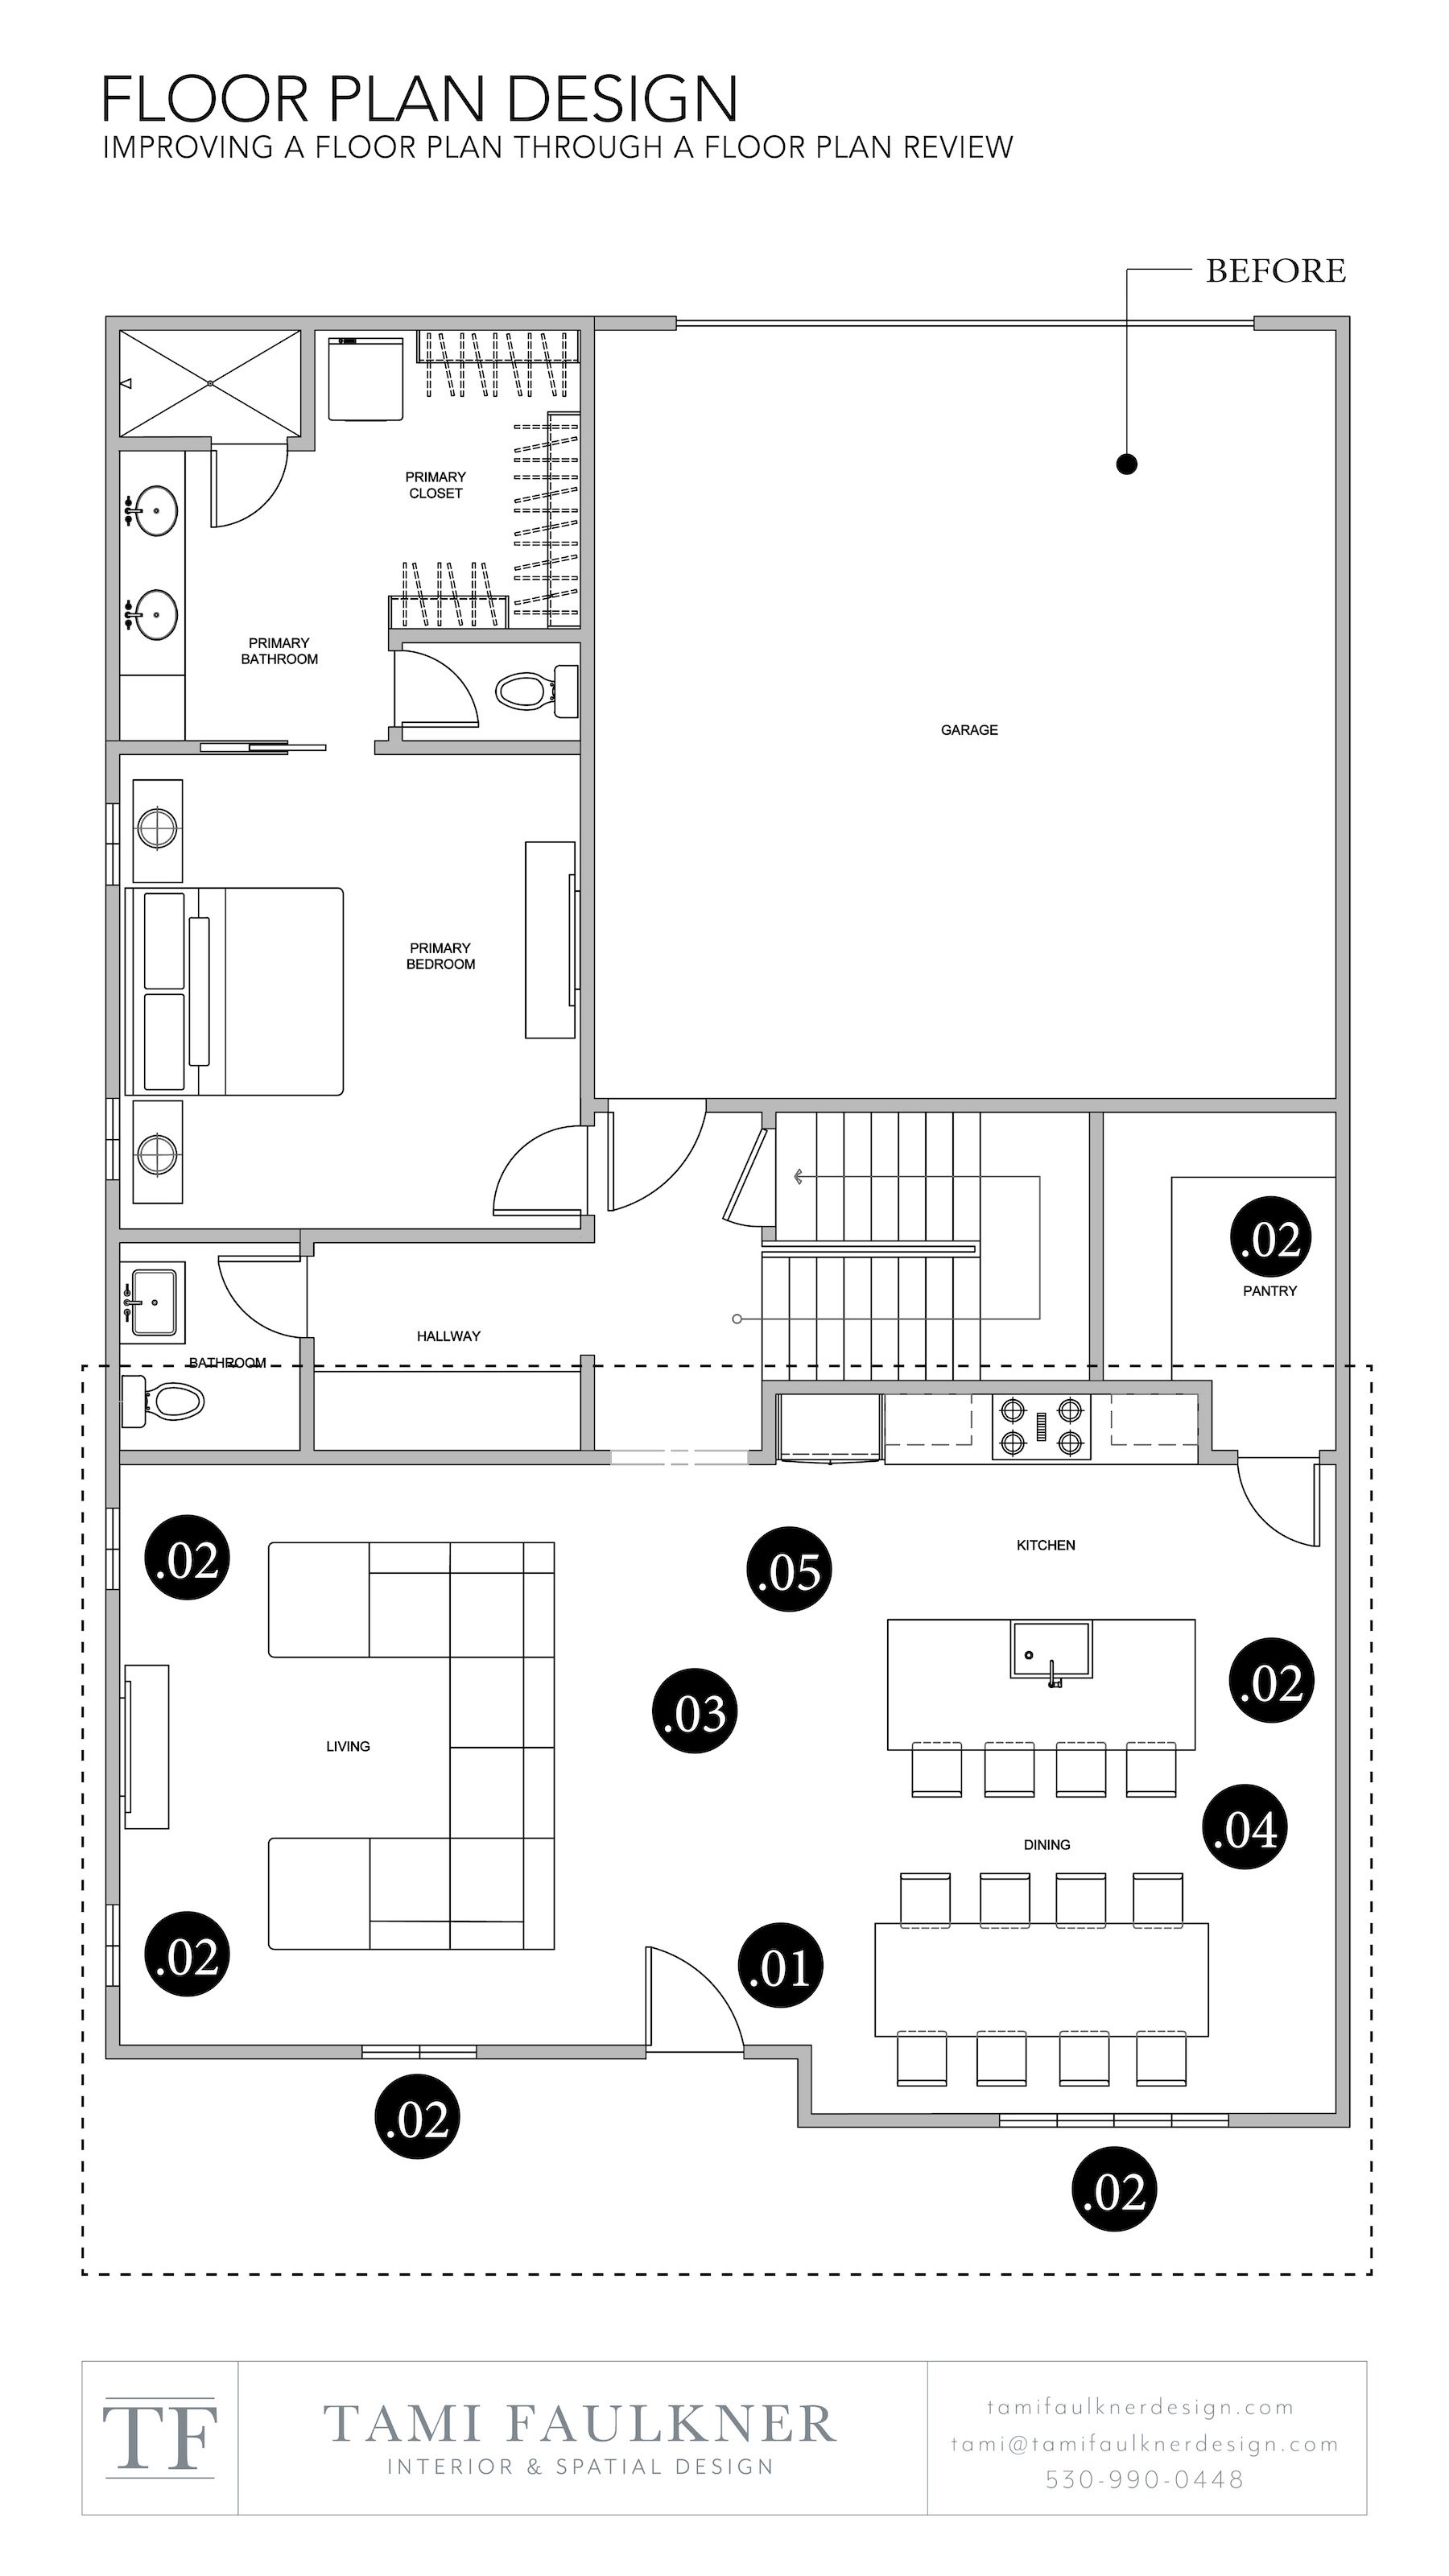 FLOOR PLAN DESIGN
IMPROVING A FLOOR PLAN THROUGH A FLOOR PLAN REVIEW
BEFORE
PRIMARY
CLOSET
PRIMARY
BATHROOM
GARAGE
PRIMARY
BEDROOM
.02
PANTRY
HALLWAY
BATHROOM
KITCHEN
.02
.05
.02
.03
LIVING
.04
DINING
.02
.01
.02
.02
TF
TAMI FAULKNER
INTERIOR & SPATIAL DESIGN
tamifaulknerdesign.com
tami@tamifaulknerdesign.com
530-990-0448